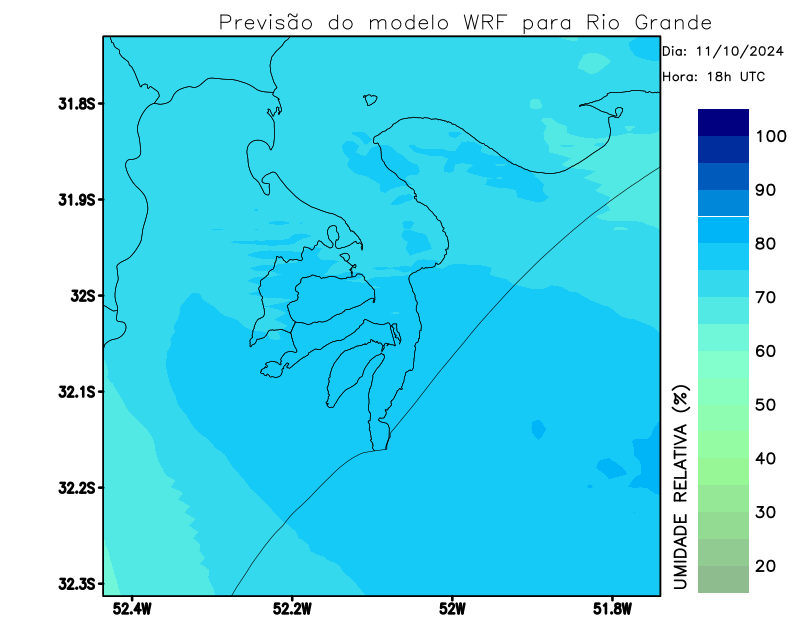 Previsão do modelo WRF para Rio Grande
Dia: 11/10/2024
Hora: 18h UTC
31.8S
31.9S
32S
32.1S
32.2S
32.3S
52.4W
52.2W
52W
51.8W
UMIDADE RELATIVA (%)
100
90
80
70
60
50
40
30
20